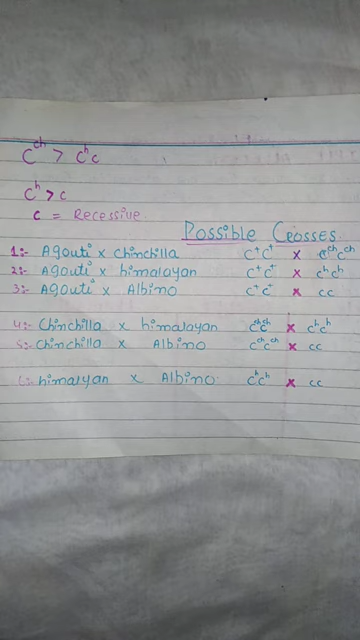 C^ch > C^h c
C^h > c
c = Recessive
Possible Crosses.
1:- Agouti x Chinchilla C⁺C⁺ x C^ch C^ch
2:- Agouti x himalayan C⁺C⁺ x C^h C^h
3:- Agouti x Albino C⁺C⁺ x cc
4:- Chinchilla x himalayan C^ch C^ch x C^h C^h
5:- Chinchilla x Albino C^ch C^ch x cc
6:- himalyan x Albino C^h C^h x cc